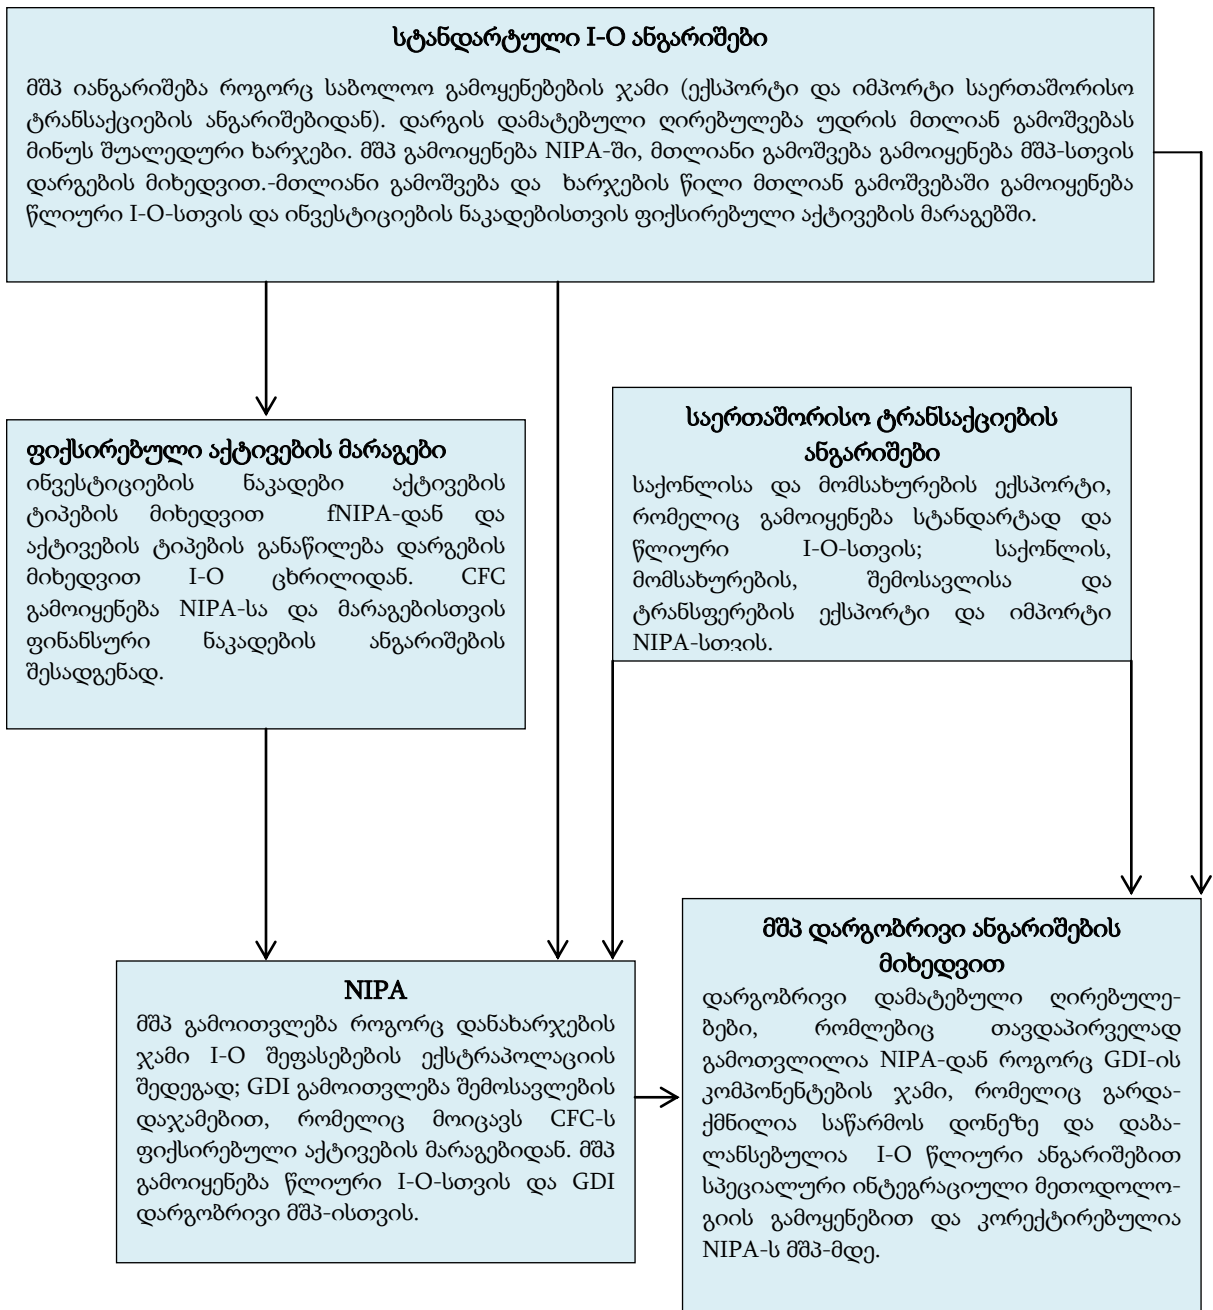 სტანდარტული I-O ანგარიშები
მშპ იანგარიშება როგორც საბოლოო გამოყენებების ჯამი (ექსპორტი და იმპორტი საერთაშორისო
ტრანსაქციების ანგარიშებიდან). დარგის დამატებული ღირებულება უდრის მთლიან გამოშვებას
მინუს შუალედური ხარჯები. მშპ გამოიყენება NIPA-ში, მთლიანი გამოშვება გამოიყენება მშპ-სთვის
დარგების მიხედვით.-მთლიანი გამოშვება და ხარჯების წილი მთლიან გამოშვებაში გამოიყენება
წლიური I-O-სთვის და ინვესტიციების ნაკადებისთვის ფიქსირებული აქტივების მარაგებში.
ფიქსირებული აქტივების მარაგები
ინვესტიციების ნაკადები აქტივების
ტიპების მიხედვით fNIPA-დან და
აქტივების ტიპების განაწილება დარგების
მიხედვით I-O ცხრილიდან. CFC
გამოიყენება NIPA-სა და მარაგებისთვის
ფინანსური ნაკადების ანგარიშების
შესადგენად.
საერთაშორისო ტრანსაქციების
ანგარიშები
საქონლისა და მომსახურების ექსპორტი,
რომელიც გამოიყენება სტანდარტად და
წლიური I-O-სთვის; საქონლის,
მომსახურების, შემოსავლისა და
ტრანსფერების ექსპორტი და იმპორტი
NIPA-სთვის.
NIPA
მშპ გამოითვლება როგორც დანახარჯების
ჯამი I-O შეფასებების ექსტრაპოლაციის
შედეგად; GDI გამოითვლება შემოსავლების
დაჯამებით, რომელიც მოიცავს CFC-ს
ფიქსირებული აქტივების მარაგებიდან. მშპ
გამოიყენება წლიური I-O-სთვის და GDI
დარგობრივი მშპ-ისთვის.
მშპ დარგობრივი ანგარიშების
მიხედვით
დარგობრივი დამატებული ღირებულე-
ბები, რომლებიც თავდაპირველად
გამოთვლილია NIPA-დან როგორც GDI-ის
კომპონენტების ჯამი, რომელიც გარდა-
ქმნილია საწარმოს დონეზე და დაბა-
ლანსებულია I-O წლიური ანგარიშებით
სპეციალური ინტეგრაციული მეთოდოლო-
გიის გამოყენებით და კორექტირებულია
NIPA-ს მშპ-მდე.